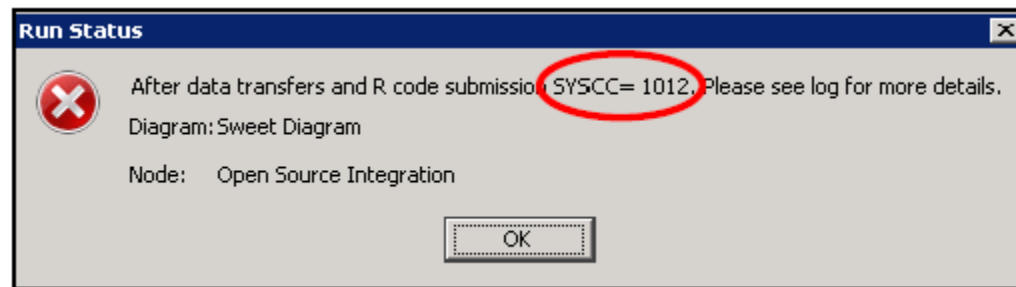 Run Status
After data transfers and R code submission SYSCC= 1012. Please see log for more details.
Diagram: Sweet Diagram
Node: Open Source Integration
OK